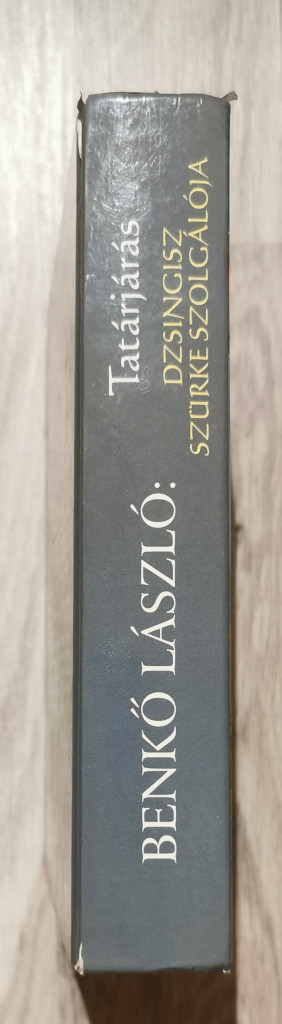 BENKŐ LÁSZLÓ:
Tatárjárás
DZSINGISZ
SZÜRKE SZOLGÁLÓJA